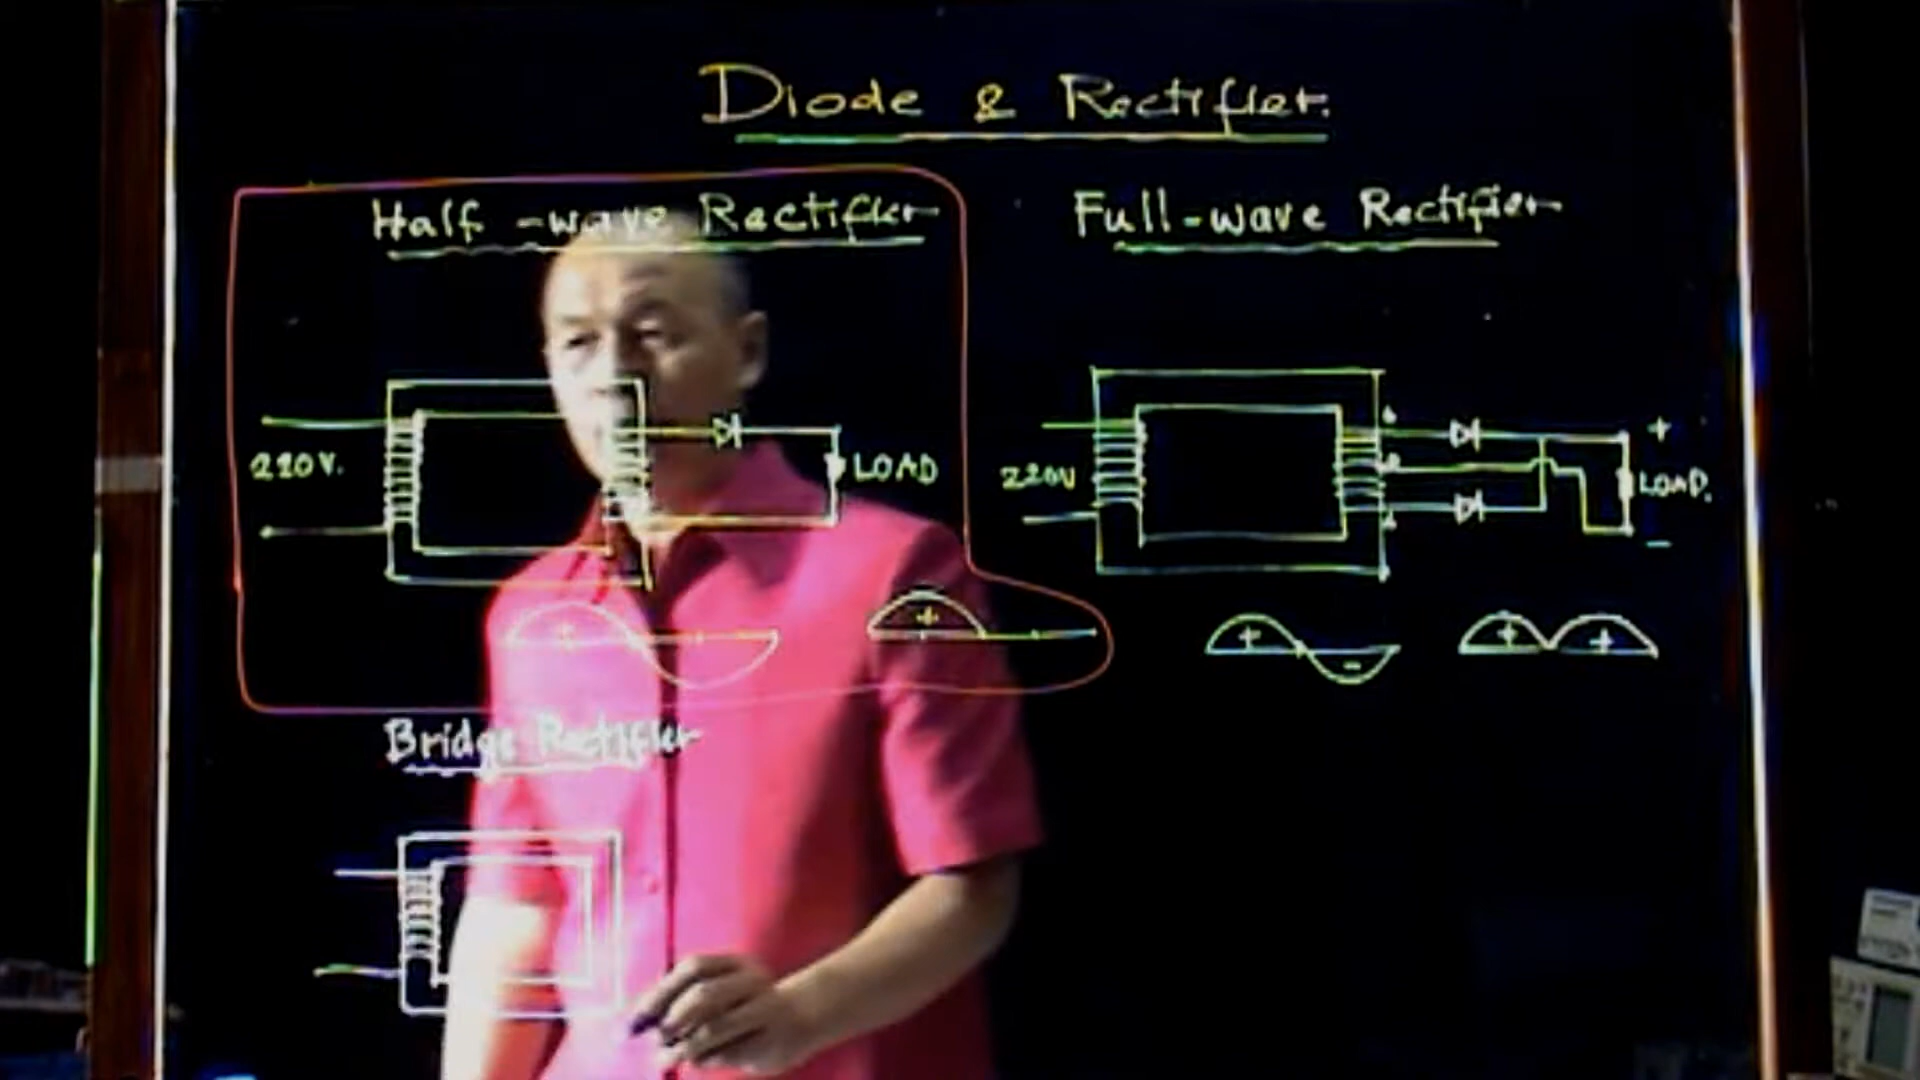 Diode & Rectifier.
Half-wave Rectifier
220V.
LOAD
+
+
Full-wave Rectifier
220V
+
LOAD.
-
+ -
+ +
Bridge Rectifier